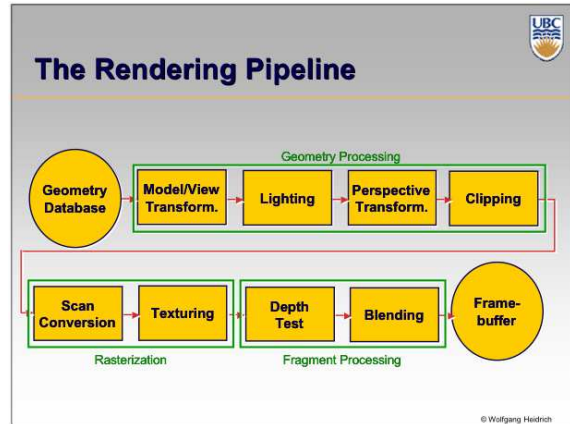 UBC
The Rendering Pipeline
Geometry Processing
Geometry
Database
Model/View
Transform.
Lighting
Perspective
Transform.
Clipping
Scan
Conversion
Texturing
Depth
Test
Blending
Frame-
buffer
Rasterization
Fragment Processing
© Wolfgang Heidrich